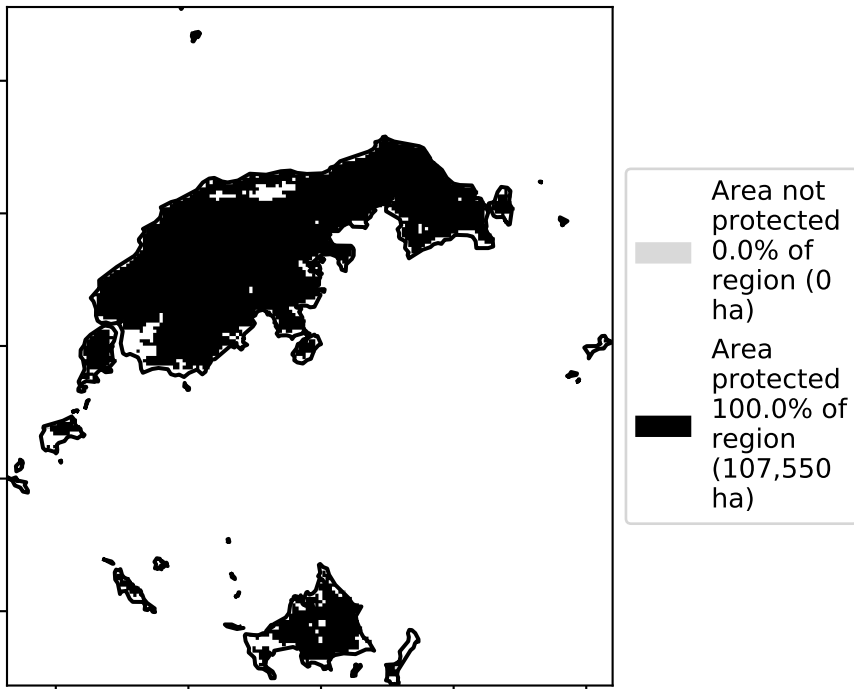 Area not
protected
0.0% of
region (0
ha)
Area
protected
100.0% of
region
(107,550
ha)